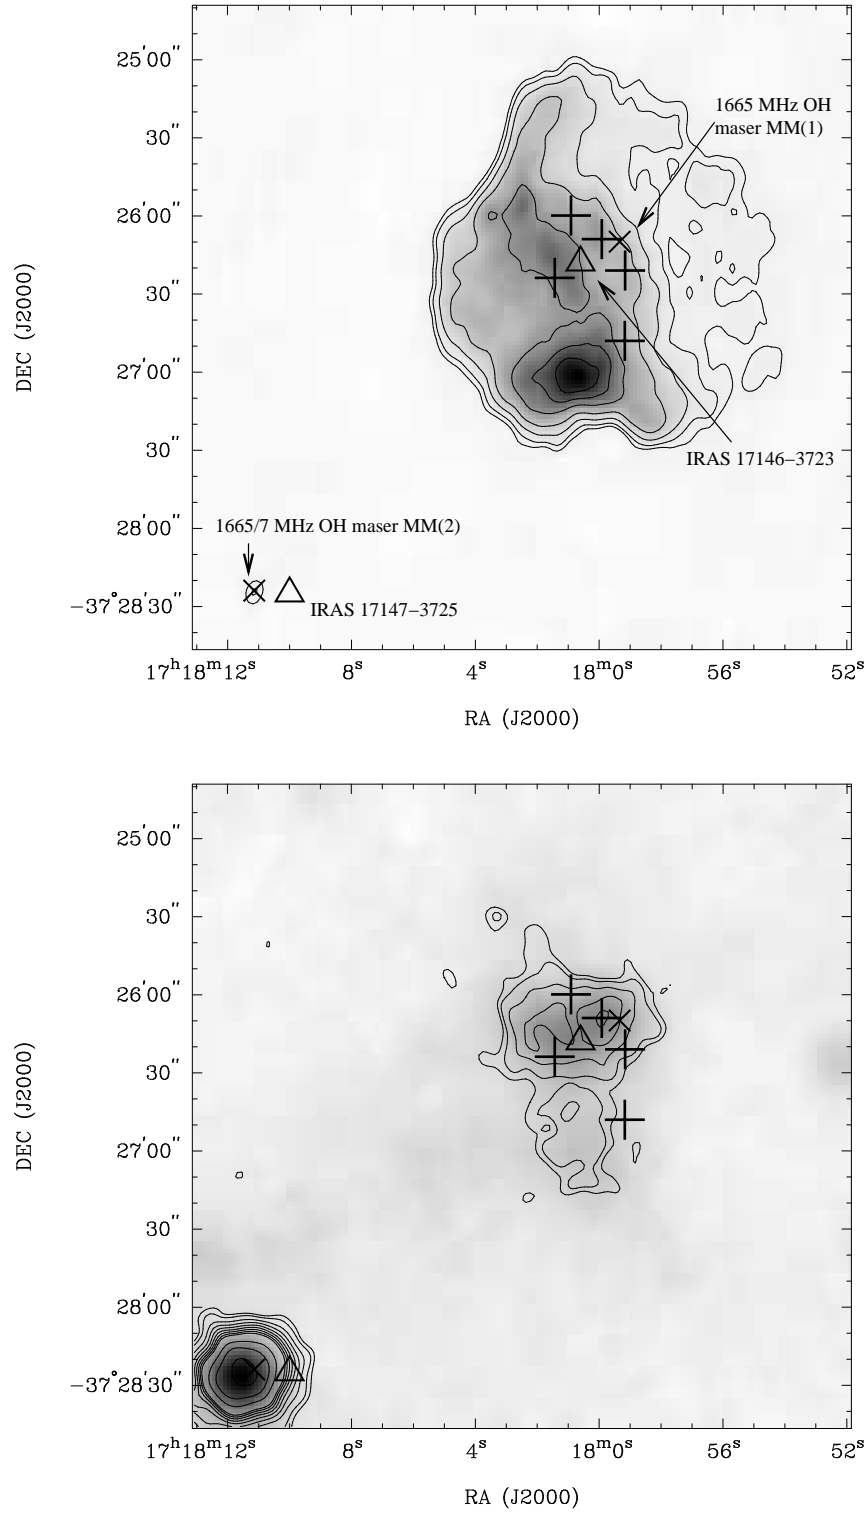 25′00″
30″
26′00″
30″
27′00″
30″
28′00″
−37°28′30″
DEC (J2000)
1665 MHz OH
maser MM(1)
IRAS 17146−3723
1665/7 MHz OH maser MM(2)
IRAS 17147−3725
17ʰ18ᵐ12ˢ 8ˢ 4ˢ 18ᵐ0ˢ 56ˢ 52ˢ
RA (J2000)
25′00″
30″
26′00″
30″
27′00″
30″
28′00″
−37°28′30″
DEC (J2000)
17ʰ18ᵐ12ˢ 8ˢ 4ˢ 18ᵐ0ˢ 56ˢ 52ˢ
RA (J2000)